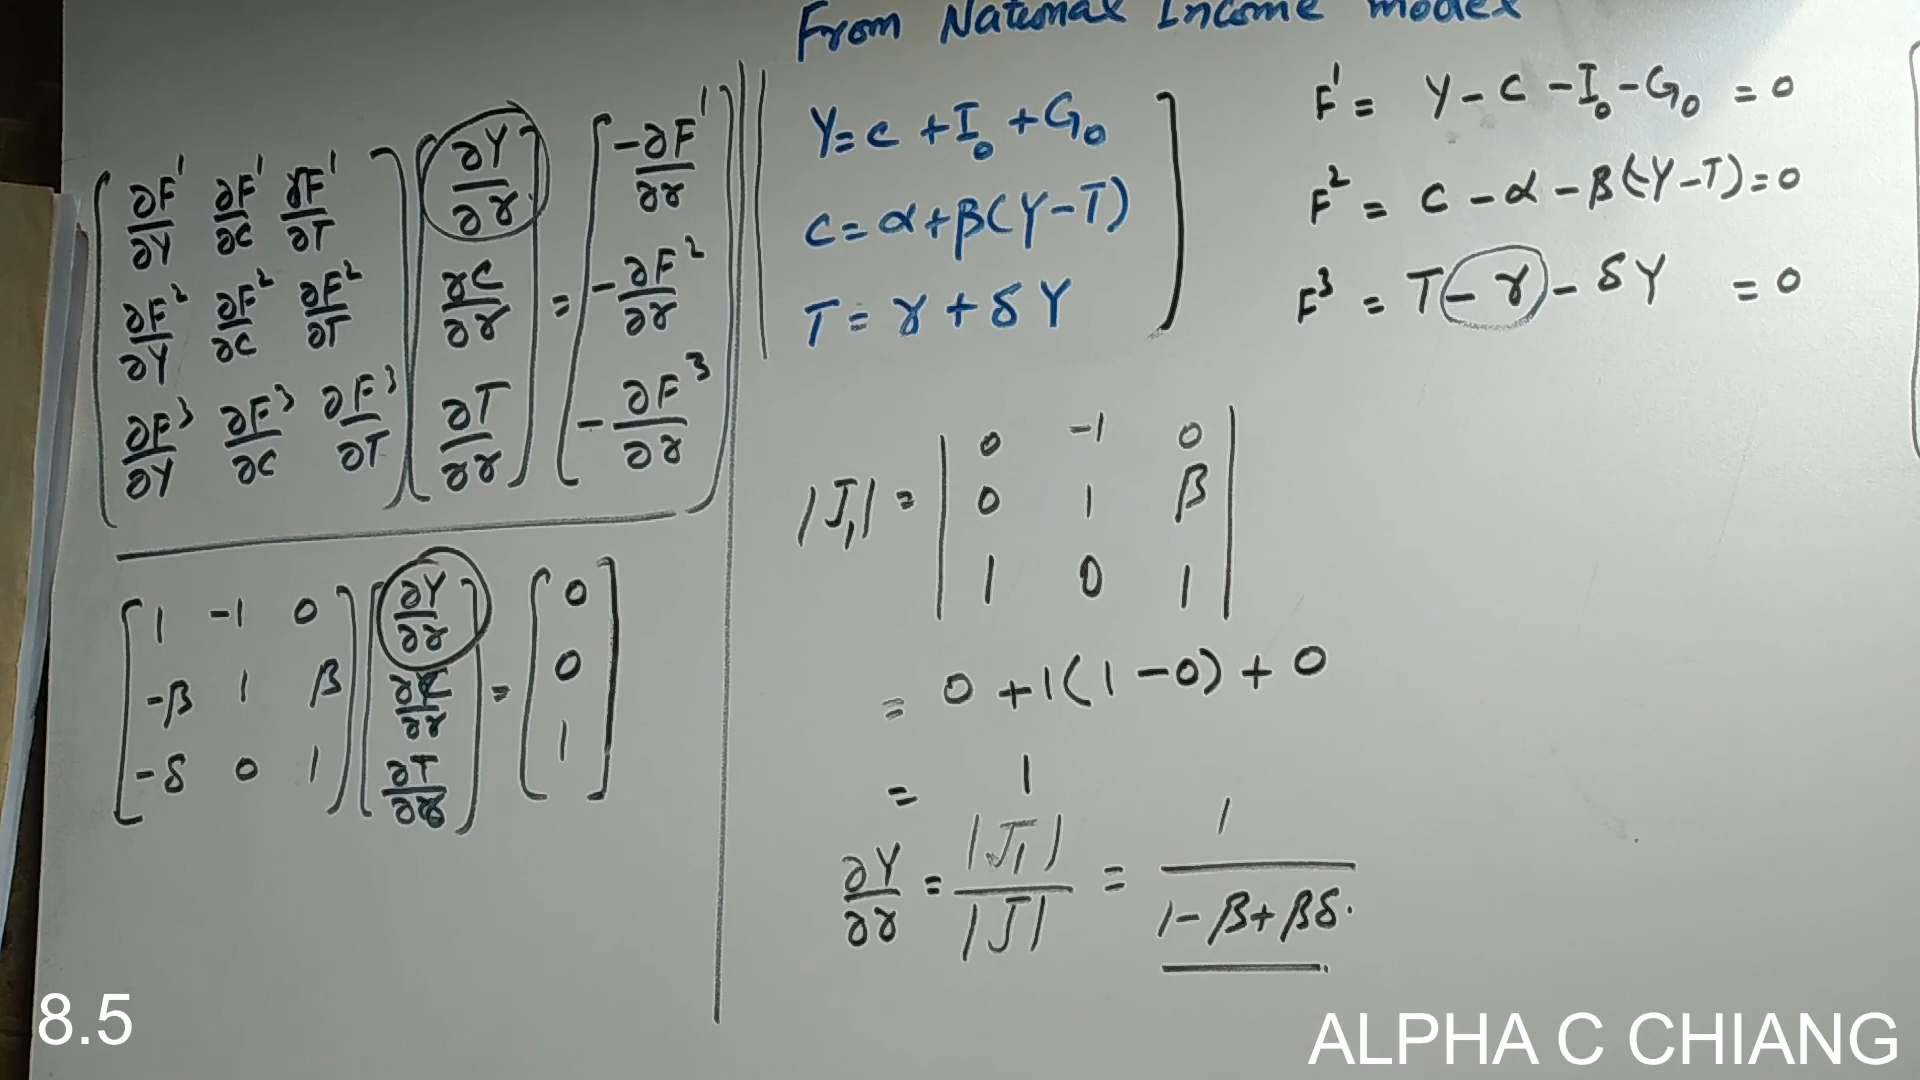 From National Income model
∂F¹/∂Y ∂F¹/∂C ∂F¹/∂T
∂F²/∂Y ∂F²/∂C ∂F²/∂T
∂F³/∂Y ∂F³/∂C ∂F³/∂T
∂Y/∂γ
∂C/∂γ
∂T/∂γ
=
-∂F¹/∂γ
-∂F²/∂γ
-∂F³/∂γ
Y = C + I₀ + G₀
C = α + β(Y-T)
T = γ + δY
F¹ = Y - C - I₀ - G₀ = 0
F² = C - α - β(Y-T) = 0
F³ = T - γ - δY = 0
1 -1 0
-β 1 β
-δ 0 1
∂Y/∂γ
∂C/∂γ
∂T/∂γ
=
0
0
1
|J₁| =
0 -1 0
0 1 β
1 0 1
= 0 + 1(1-0) + 0
= 1
∂Y/∂γ = |J₁|/|J| = 1/1-β+βδ.
8.5
ALPHA C CHIANG